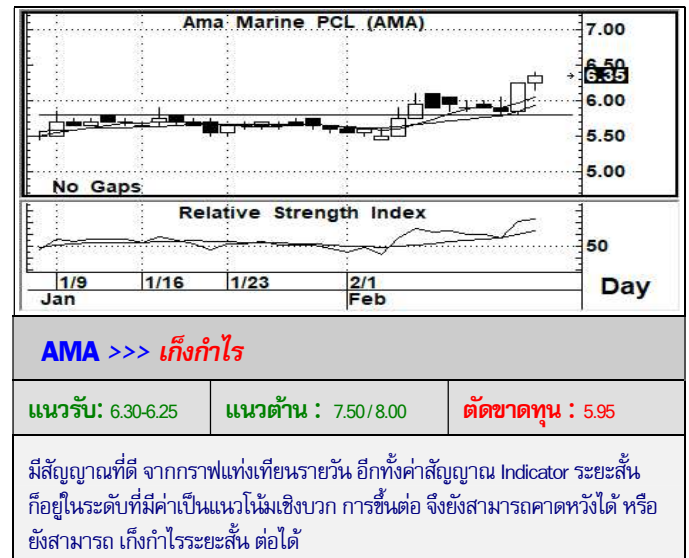 Ama Marine PCL (AMA)
7.00
6.50
6.35
6.00
5.50
5.00
No Gaps
Relative Strength Index
50
1/9 1/16 1/23 2/1
Jan Feb
Day
AMA >>> เก็งกำไร
แนวรับ: 6.30-6.25 แนวต้าน : 7.50/8.00 ตัดขาดทุน : 5.95
มีสัญญาณที่ดี จากกราฟแท่งเทียนรายวัน อีกทั้งค่าสัญญาณ Indicator ระยะสั้น
ก็อยู่ในระดับที่มีค่าเป็นแนวโน้มเชิงบวก การขึ้นต่อ จึงยังสามารถคาดหวังได้ หรือ
ยังสามารถ เก็งกำไรระยะสั้น ต่อได้